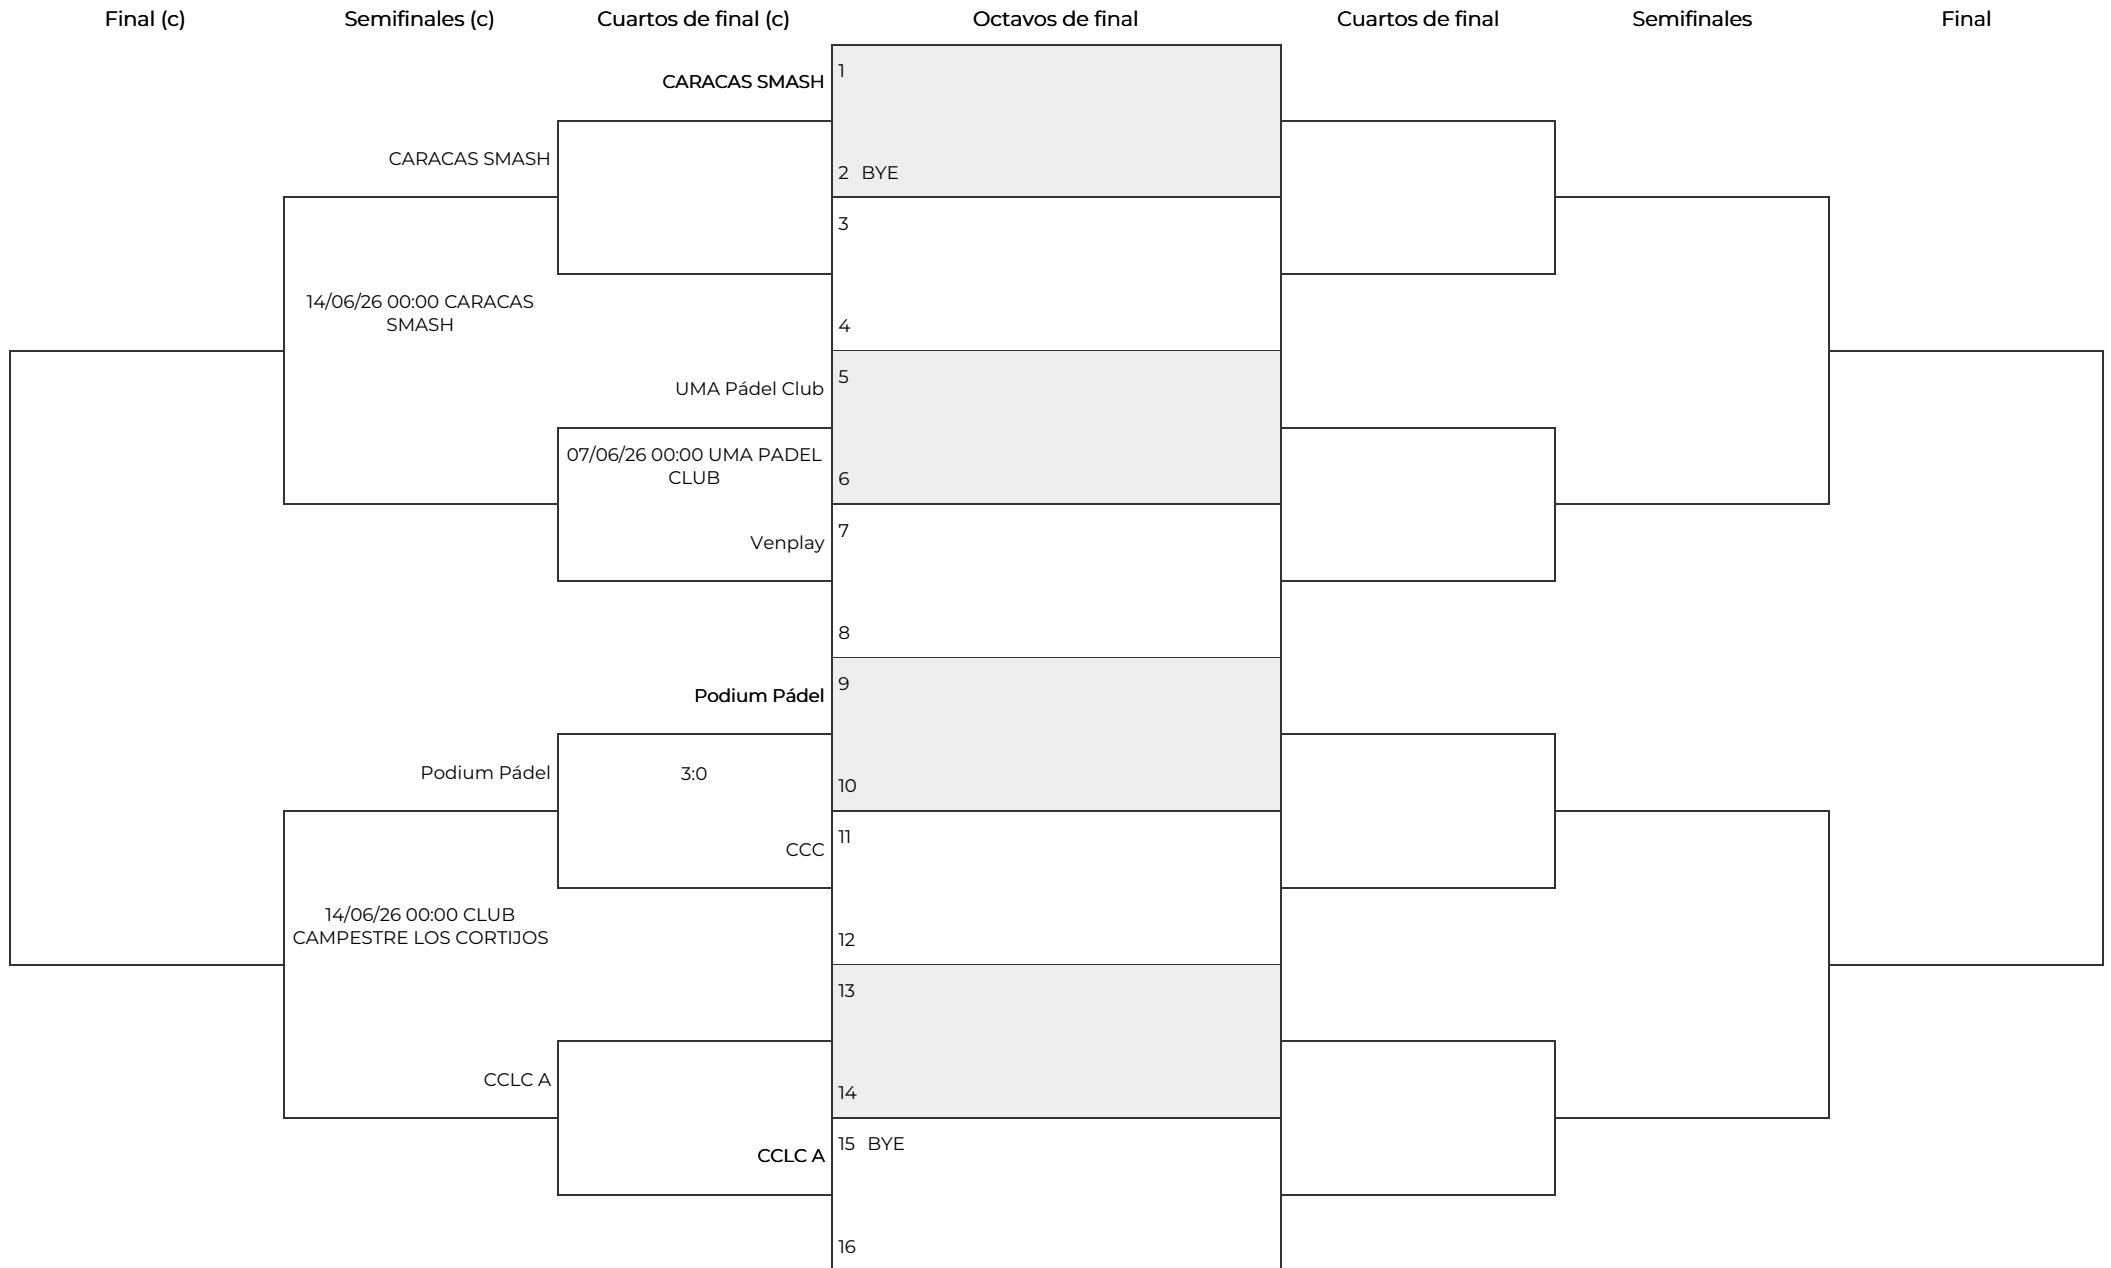 Final (c)
Semifinales (c)
Cuartos de final (c)
Octavos de final
Cuartos de final
Semifinales
Final
CARACAS SMASH
1
CARACAS SMASH
2 BYE
3
14/06/26 00:00 CARACAS
SMASH
4
UMA Pádel Club
5
07/06/26 00:00 UMA PADEL
CLUB
6
Venplay
7
8
Podium Pádel
9
Podium Pádel
3:0
10
CCC
11
14/06/26 00:00 CLUB
CAMPESTRE LOS CORTIJOS
12
13
CCLC A
14
CCLC A
15 BYE
16